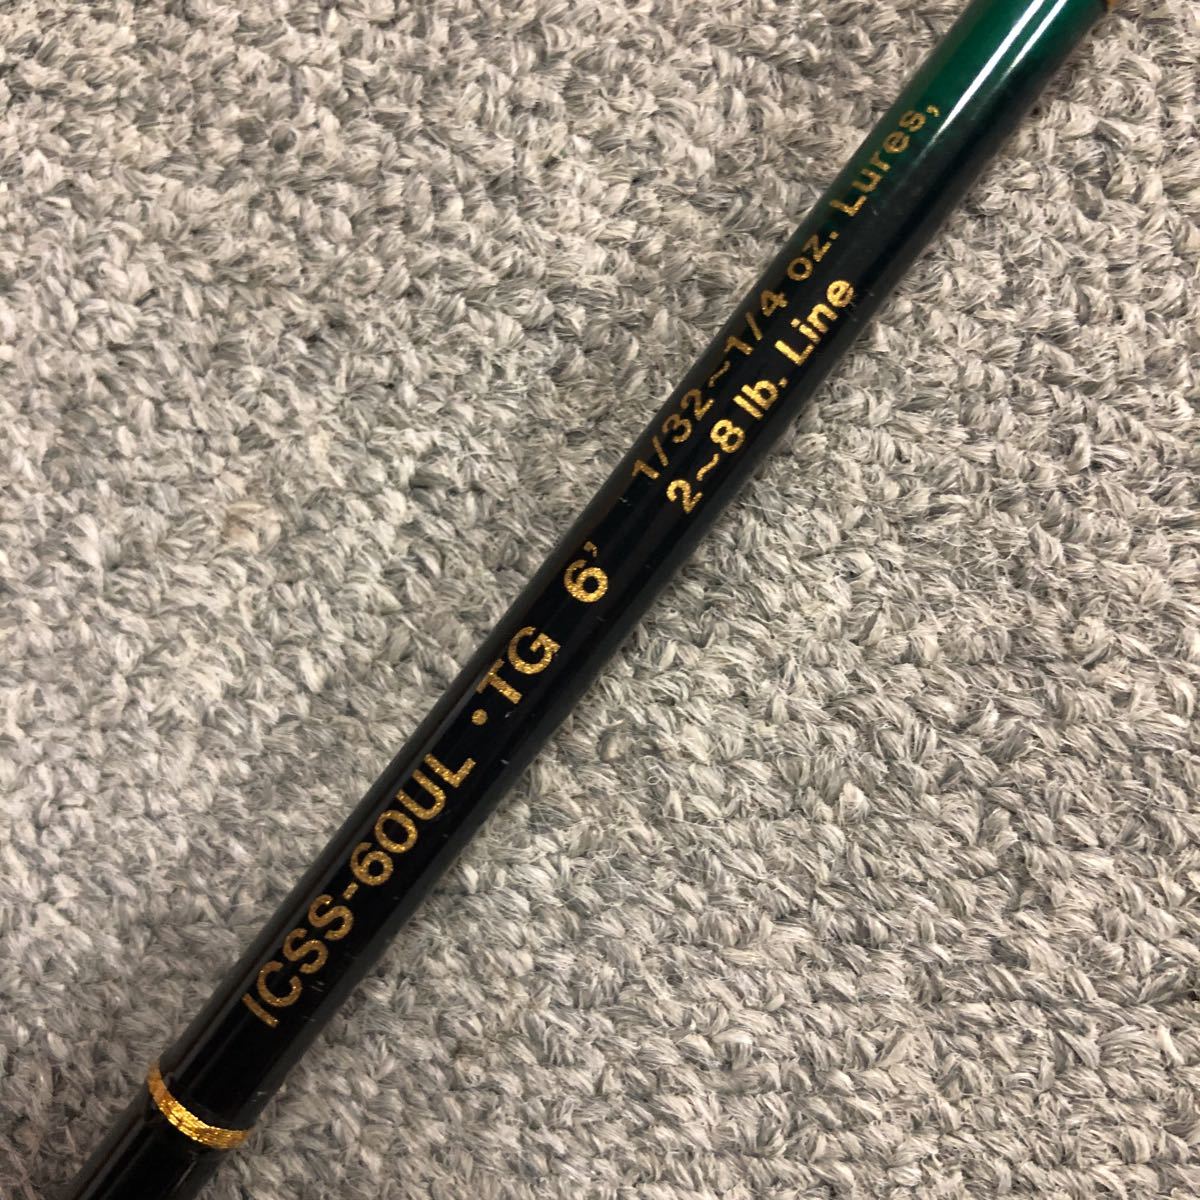 ICSS-60UL・TG 6’
1/32~1/4 oz. Lures,
2~8 lb. Line